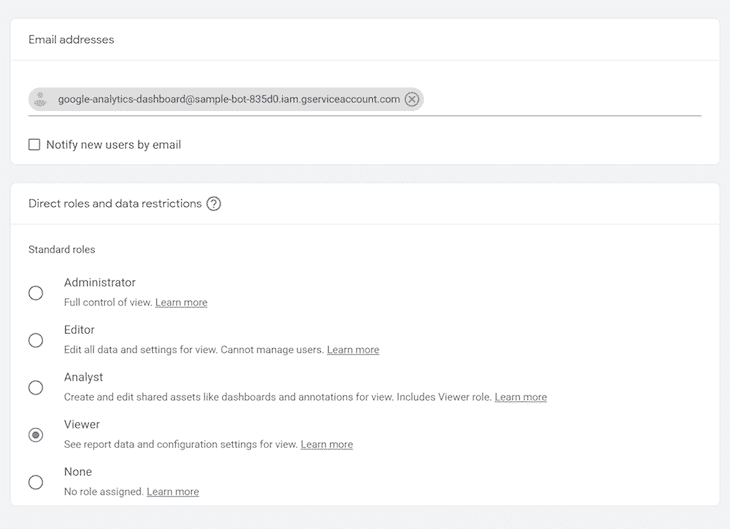 Email addresses
google-analytics-dashboard@sample-bot-835d0.iam.gserviceaccount.com
Notify new users by email
Direct roles and data restrictions
Standard roles
Administrator
Full control of view. Learn more
Editor
Edit all data and settings for view. Cannot manage users. Learn more
Analyst
Create and edit shared assets like dashboards and annotations for view. Includes Viewer role. Learn more
Viewer
See report data and configuration settings for view. Learn more
None
No role assigned. Learn more